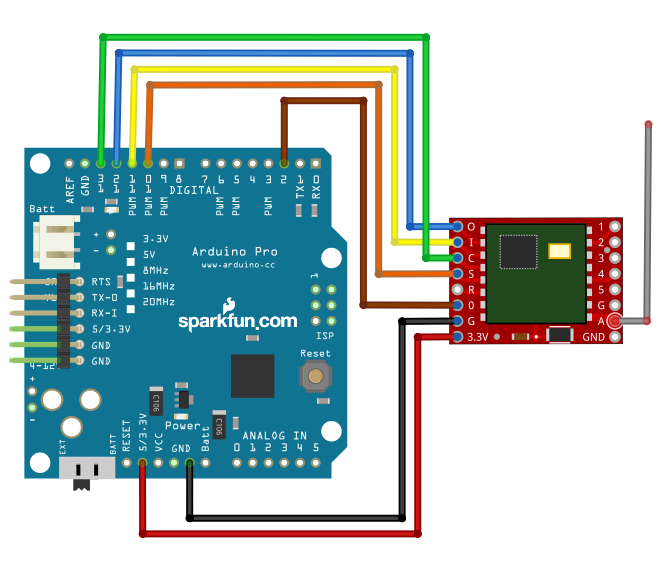 AREF
GND
13
12
PWM 11
PWM 10
PWM 9
8
7
PWM 6
PWM 5
4
PWM 3
2
TX 1
RX 0
DIGITAL
Batt
+
-
3.3V
5V
8MHz
16MHz
20MHz
Arduino Pro
www.arduino.cc
sparkfun.com
1
ISP
RTS
TX-O
RX-I
5/3.3V
GND
GND
+
-
Reset
C106
C106
Power
EXT
BATT
RESET
5/3.3V
VCC
GND
Batt
ANALOG IN
0 1 2 3 4 5
O
I
C
S
R
0
G
3.3V
1
2
3
4
5
G
A
GND